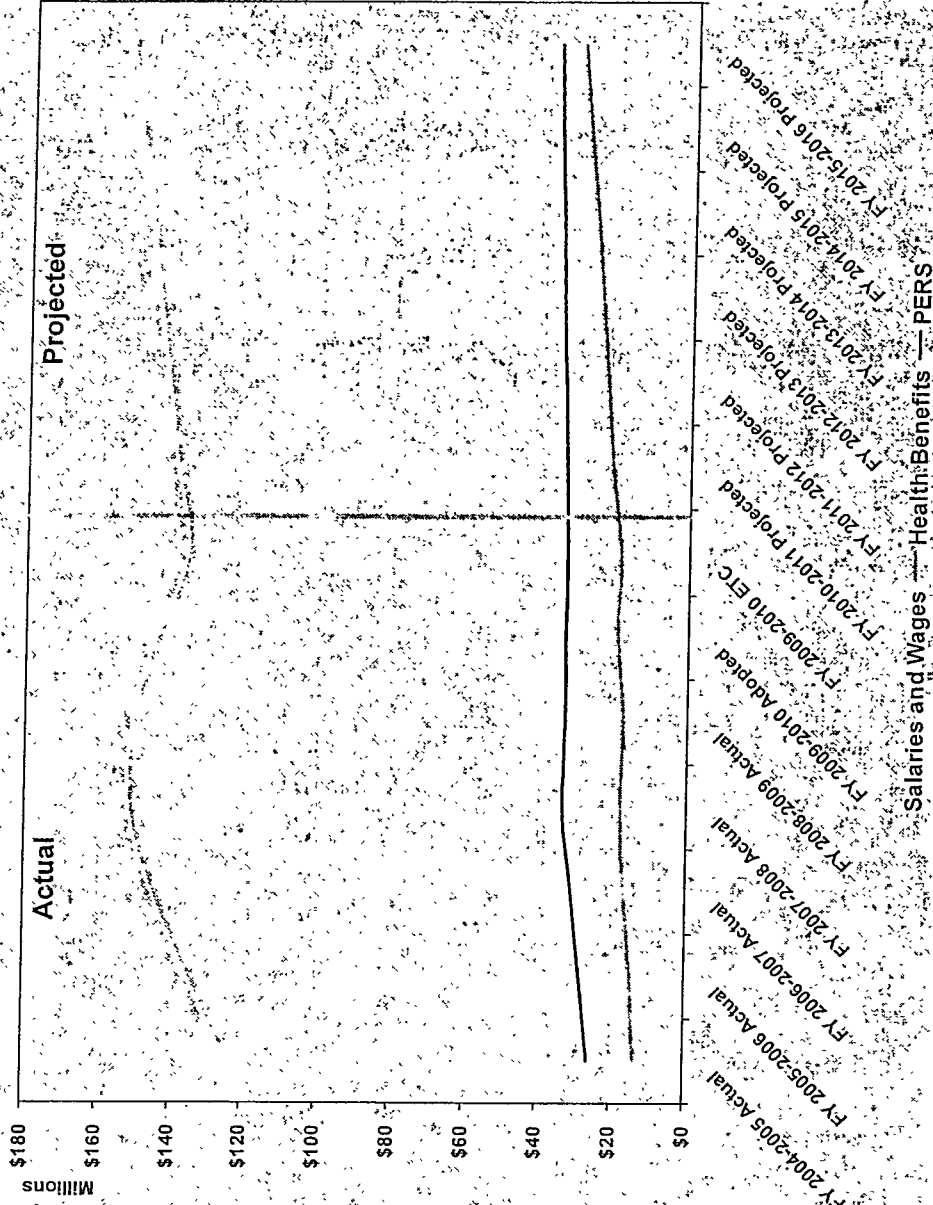 Millions
$180
$160
$140
$120
$100
$80
$60
$40
$20
$0
Actual
Projected
FY 2004-2005 Actual
FY 2005-2006 Actual
FY 2006-2007 Actual
FY 2007-2008 Actual
FY 2008-2009 Actual
FY 2009-2010 Adopted
FY 2009-2010 ETC
FY 2010-2011 Projected
FY 2011-2012 Projected
FY 2012-2013 Projected
FY 2013-2014 Projected
FY 2014-2015 Projected
FY 2015-2016 Projected
Salaries and Wages — Health Benefits — PERS